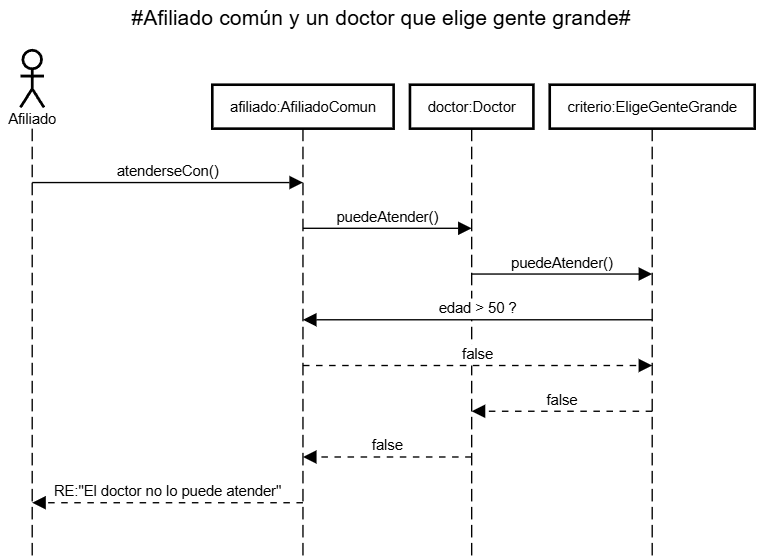 #Afiliado común y un doctor que elige gente grande#
Afiliado
afiliado:AfiliadoComun
doctor:Doctor
criterio:EligeGenteGrande
atenderseCon()
puedeAtender()
puedeAtender()
edad > 50 ?
false
false
false
RE:"El doctor no lo puede atender"